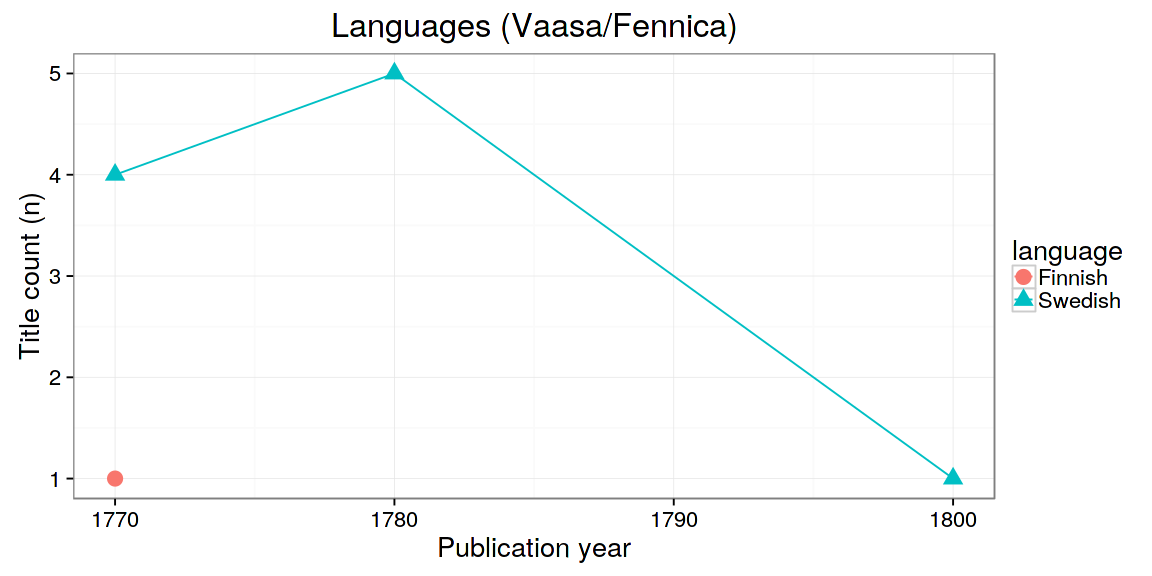 Languages (Vaasa/Fennica)
Title count (n)
5
4
3
2
1
1770
1780
1790
1800
Publication year
language
Finnish
Swedish